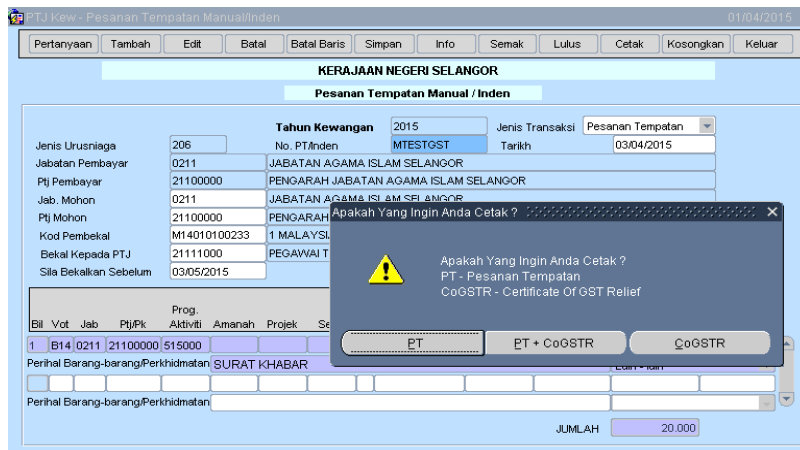 PTJ Kew - Pesanan Tempatan Manual/Inden 01/04/2015
Pertanyaan Tambah Edit Batal Batal Baris Simpan Info Semak Lulus Cetak Kosongkan Keluar
KERAJAAN NEGERI SELANGOR
Pesanan Tempatan Manual / Inden
Tahun Kewangan 2015 Jenis Transaksi Pesanan Tempatan
Jenis Urusniaga 206 No. PT/Inden MTESTGST Tarikh 03/04/2015
Jabatan Pembayar 0211 JABATAN AGAMA ISLAM SELANGOR
Ptj Pembayar 21100000 PENGARAH JABATAN AGAMA ISLAM SELANGOR
Jab. Mohon 0211 JABATAN AGAMA ISLAM SELANGOR
Ptj Mohon 21100000 PENGARAH
Kod Pembekal M14010100233 1 MALAYSI
Bekal Kepada PTJ 21111000 PEGAWAI T
Sila Bekalkan Sebelum 03/05/2015
Apakah Yang Ingin Anda Cetak ?
Apakah Yang Ingin Anda Cetak ?
PT - Pesanan Tempatan
CoGSTR - Certificate Of GST Relief
PT PT + CoGSTR CoGSTR
Prog.
Bil Vot Jab Ptj/Pk Aktiviti Amanah Projek Se
1 B14 0211 21100000 515000
Perihal Barang-barang/Perkhidmatan SURAT KHABAR Lain - lain
Perihal Barang-barang/Perkhidmatan
JUMLAH 20.000